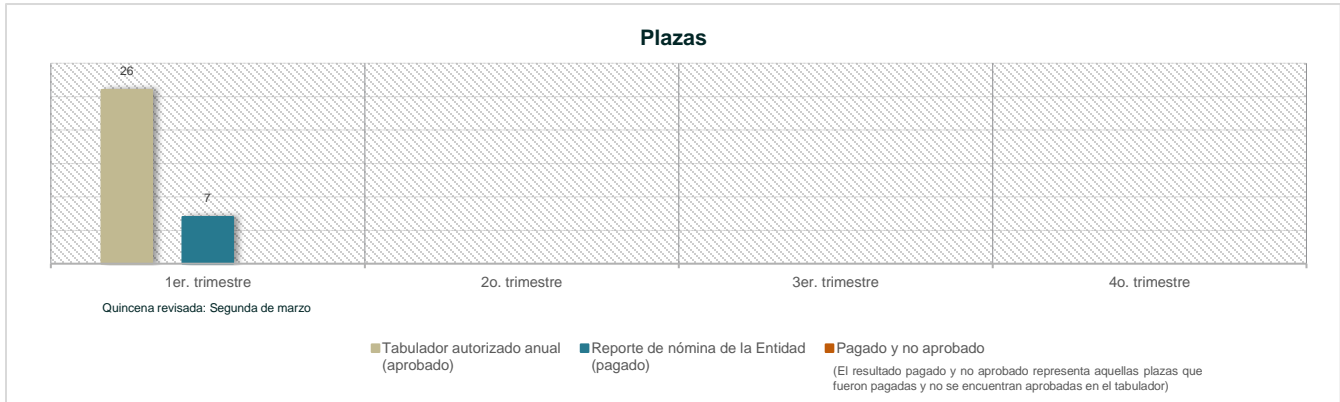 Plazas
26
7
1er. trimestre
2o. trimestre
3er. trimestre
4o. trimestre
Quincena revisada: Segunda de marzo
Tabulador autorizado anual
(aprobado)
Reporte de nómina de la Entidad
(pagado)
Pagado y no aprobado
(El resultado pagado y no aprobado representa aquellas plazas que
fueron pagadas y no se encuentran aprobadas en el tabulador)